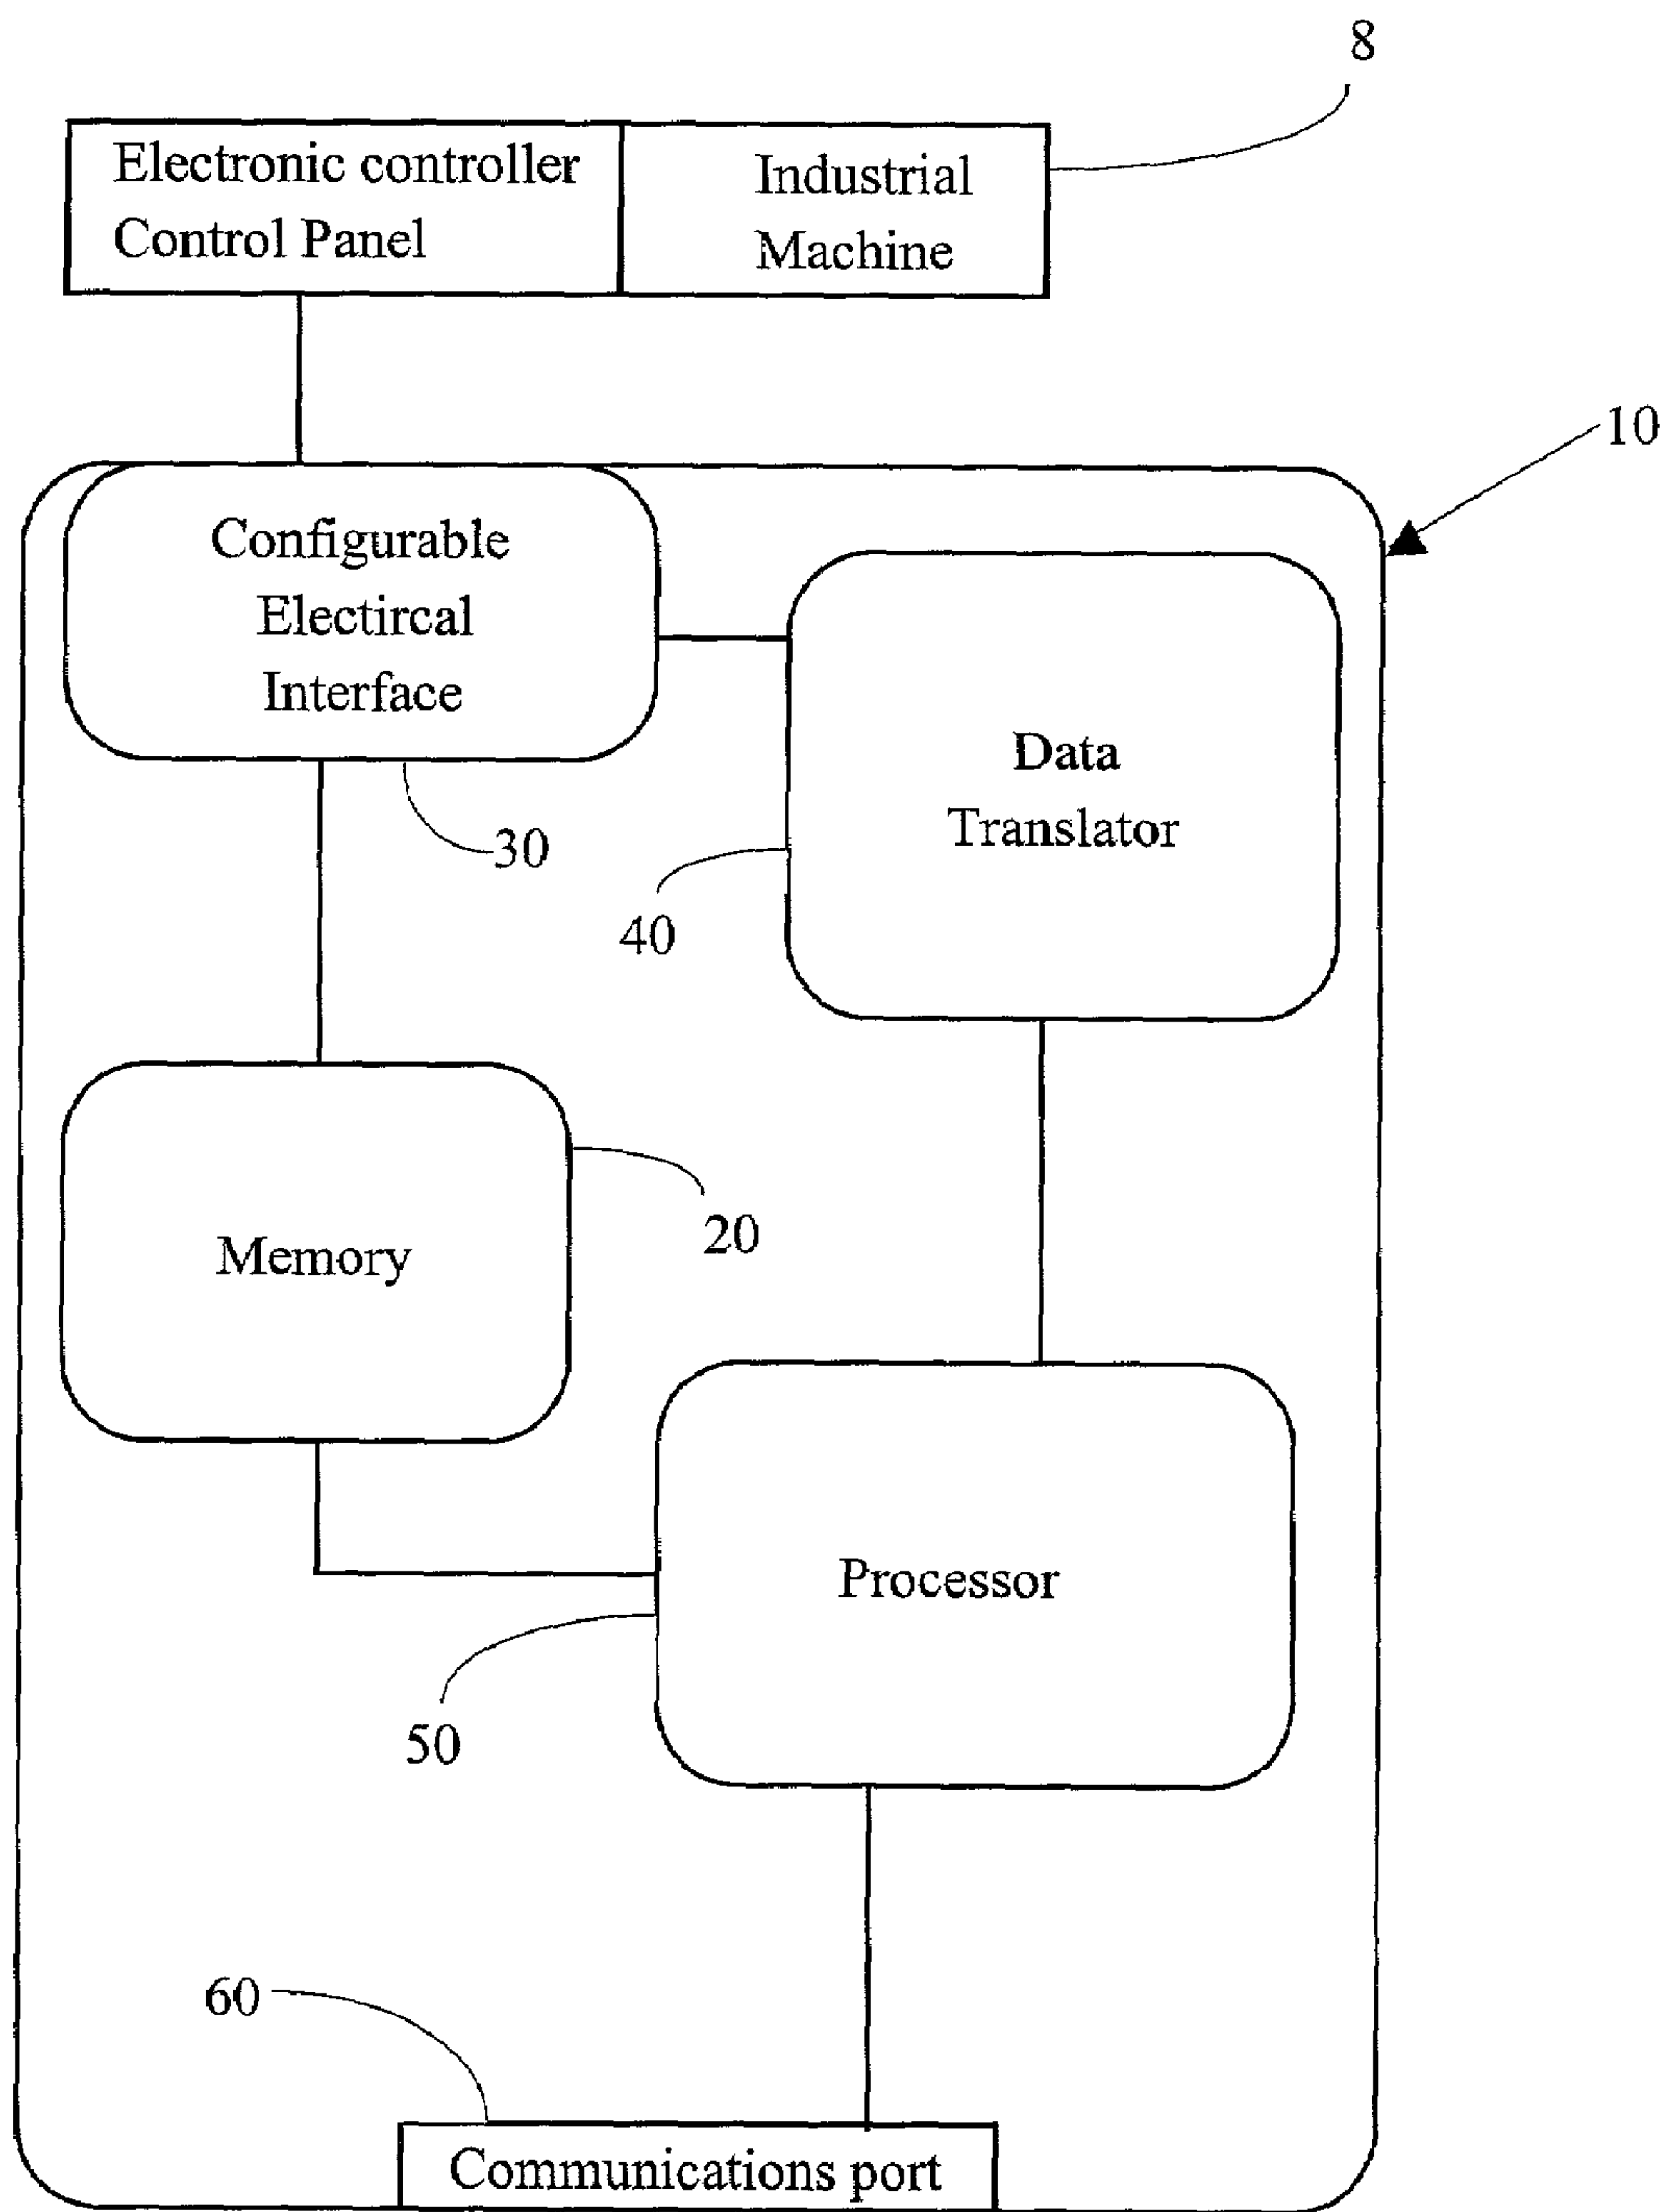 8
Electronic controller
Control Panel
Industrial
Machine
10
Configurable
Electircal
Interface
30
Data
Translator
40
Memory
20
Processor
50
60
Communications port